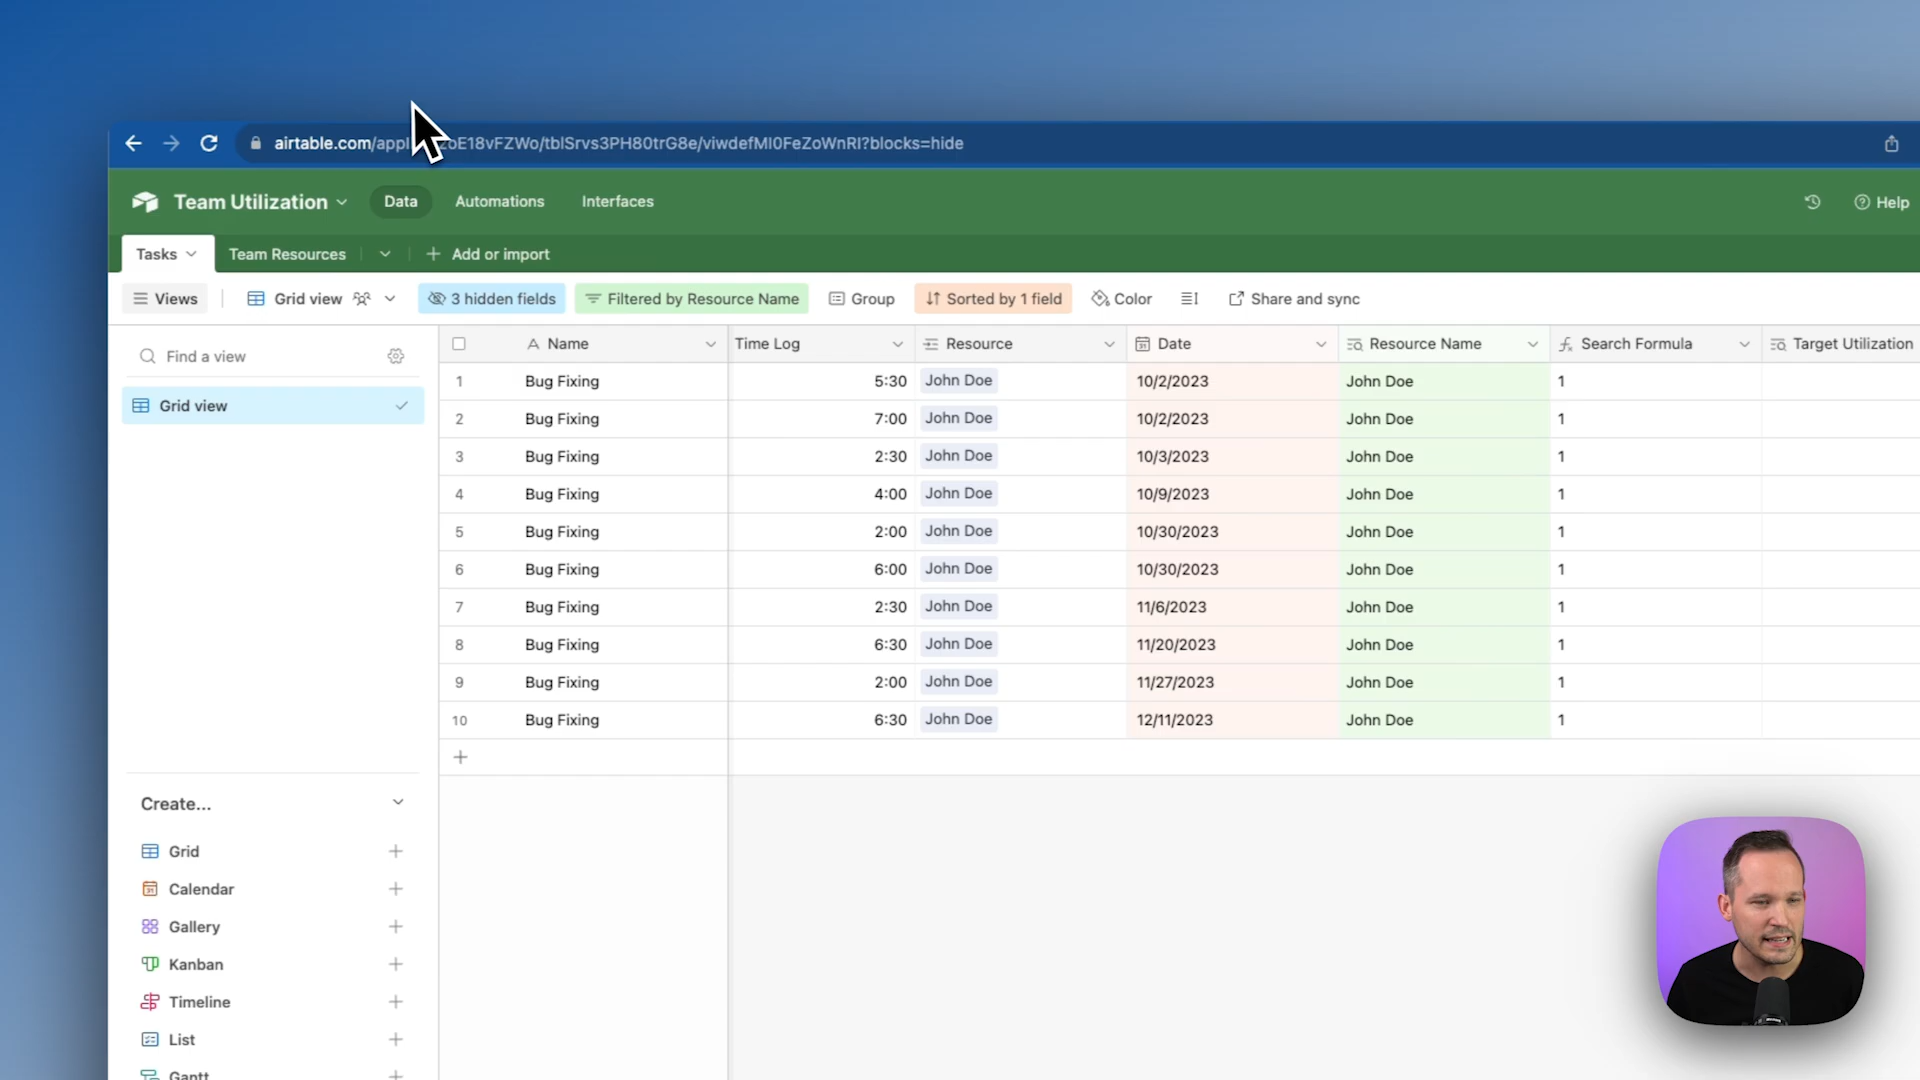 airtable.com/app oE18vFZWo/tblSrvs3PH80trG8e/viwdefMI0FeZoWnRI?blocks=hide
Team Utilization Data Automations Interfaces Help
Tasks Team Resources Add or import
Views Grid view 3 hidden fields Filtered by Resource Name Group Sorted by 1 field Color Share and sync
Find a view
Grid view
Name Time Log Resource Date Resource Name Search Formula Target Utilization
1 Bug Fixing 5:30 John Doe 10/2/2023 John Doe 1
2 Bug Fixing 7:00 John Doe 10/2/2023 John Doe 1
3 Bug Fixing 2:30 John Doe 10/3/2023 John Doe 1
4 Bug Fixing 4:00 John Doe 10/9/2023 John Doe 1
5 Bug Fixing 2:00 John Doe 10/30/2023 John Doe 1
6 Bug Fixing 6:00 John Doe 10/30/2023 John Doe 1
7 Bug Fixing 2:30 John Doe 11/6/2023 John Doe 1
8 Bug Fixing 6:30 John Doe 11/20/2023 John Doe 1
9 Bug Fixing 2:00 John Doe 11/27/2023 John Doe 1
10 Bug Fixing 6:30 John Doe 12/11/2023 John Doe 1
Create...
Grid
Calendar
Gallery
Kanban
Timeline
List
Gantt